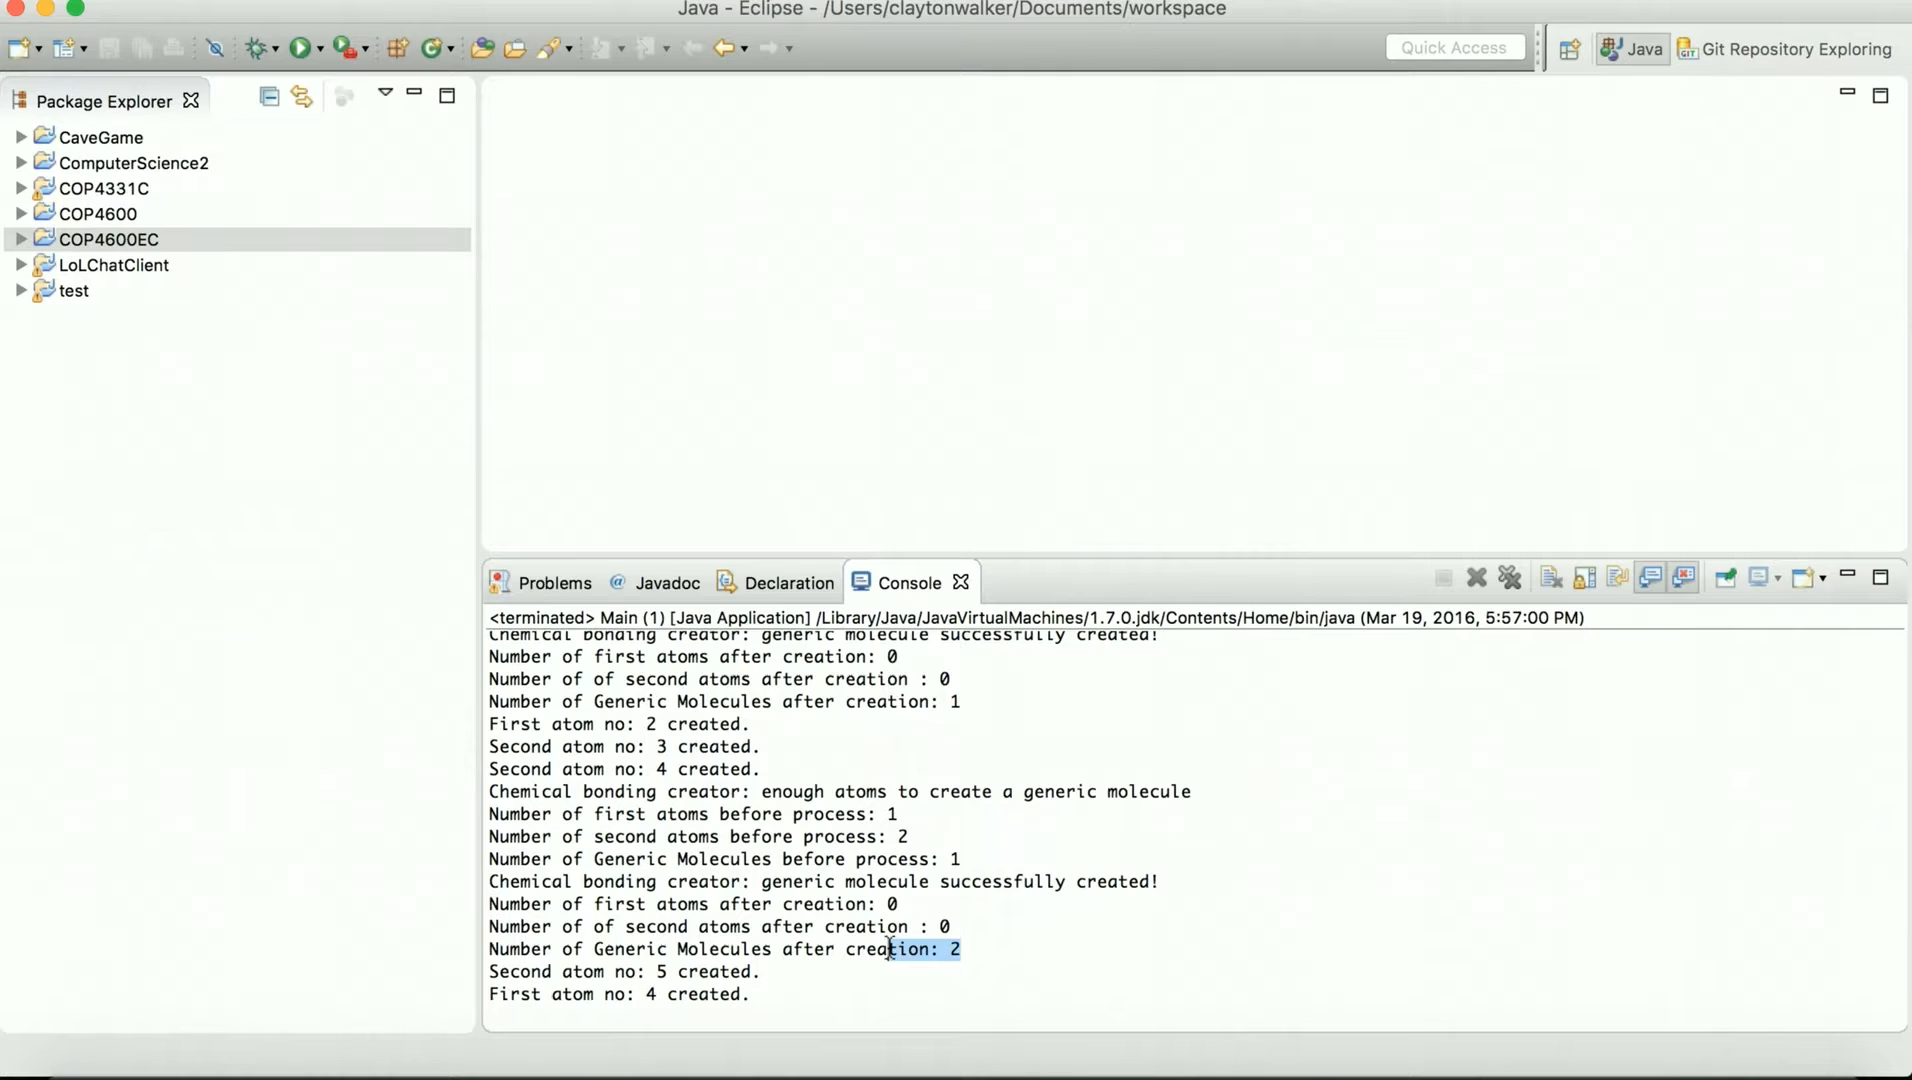 Java - Eclipse - /Users/claytonwalker/Documents/workspace
Quick Access
Java
GIT
Git Repository Exploring
Package Explorer
CaveGame
ComputerScience2
COP4331C
COP4600
COP4600EC
LoLChatClient
test
Problems
@ Javadoc
Declaration
Console
<terminated> Main (1) [Java Application] /Library/Java/JavaVirtualMachines/1.7.0.jdk/Contents/Home/bin/java (Mar 19, 2016, 5:57:00 PM)
Chemical bonding creator: generic molecule successfully created!
Number of first atoms after creation: 0
Number of of second atoms after creation : 0
Number of Generic Molecules after creation: 1
First atom no: 2 created.
Second atom no: 3 created.
Second atom no: 4 created.
Chemical bonding creator: enough atoms to create a generic molecule
Number of first atoms before process: 1
Number of second atoms before process: 2
Number of Generic Molecules before process: 1
Chemical bonding creator: generic molecule successfully created!
Number of first atoms after creation: 0
Number of of second atoms after creation : 0
Number of Generic Molecules after creation: 2
Second atom no: 5 created.
First atom no: 4 created.